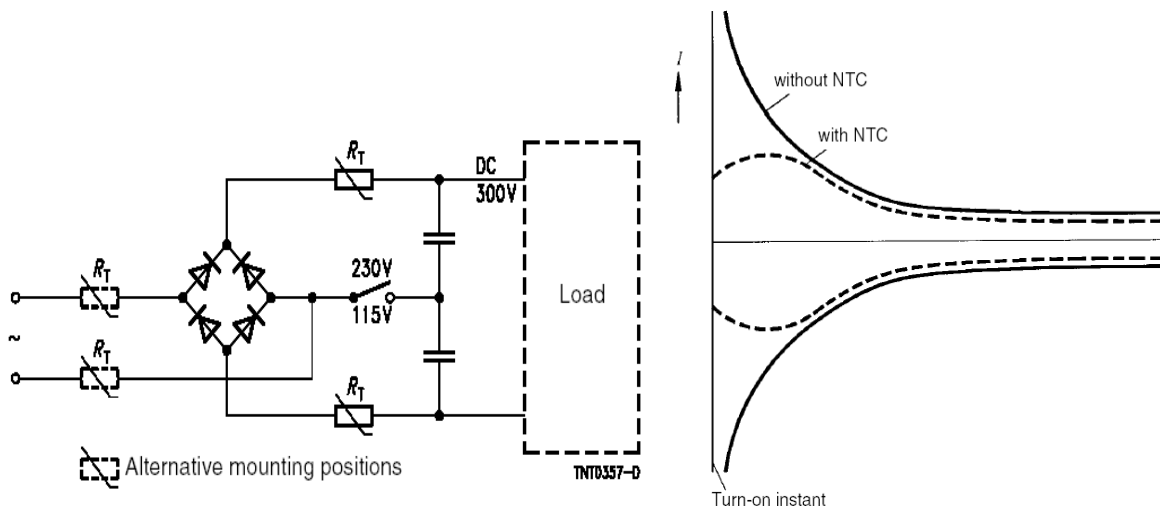 R_T
DC
300V
R_T
230V
115V
Load
~
R_T
R_T
Alternative mounting positions
TNT0357-D
I
without NTC
with NTC
Turn-on instant